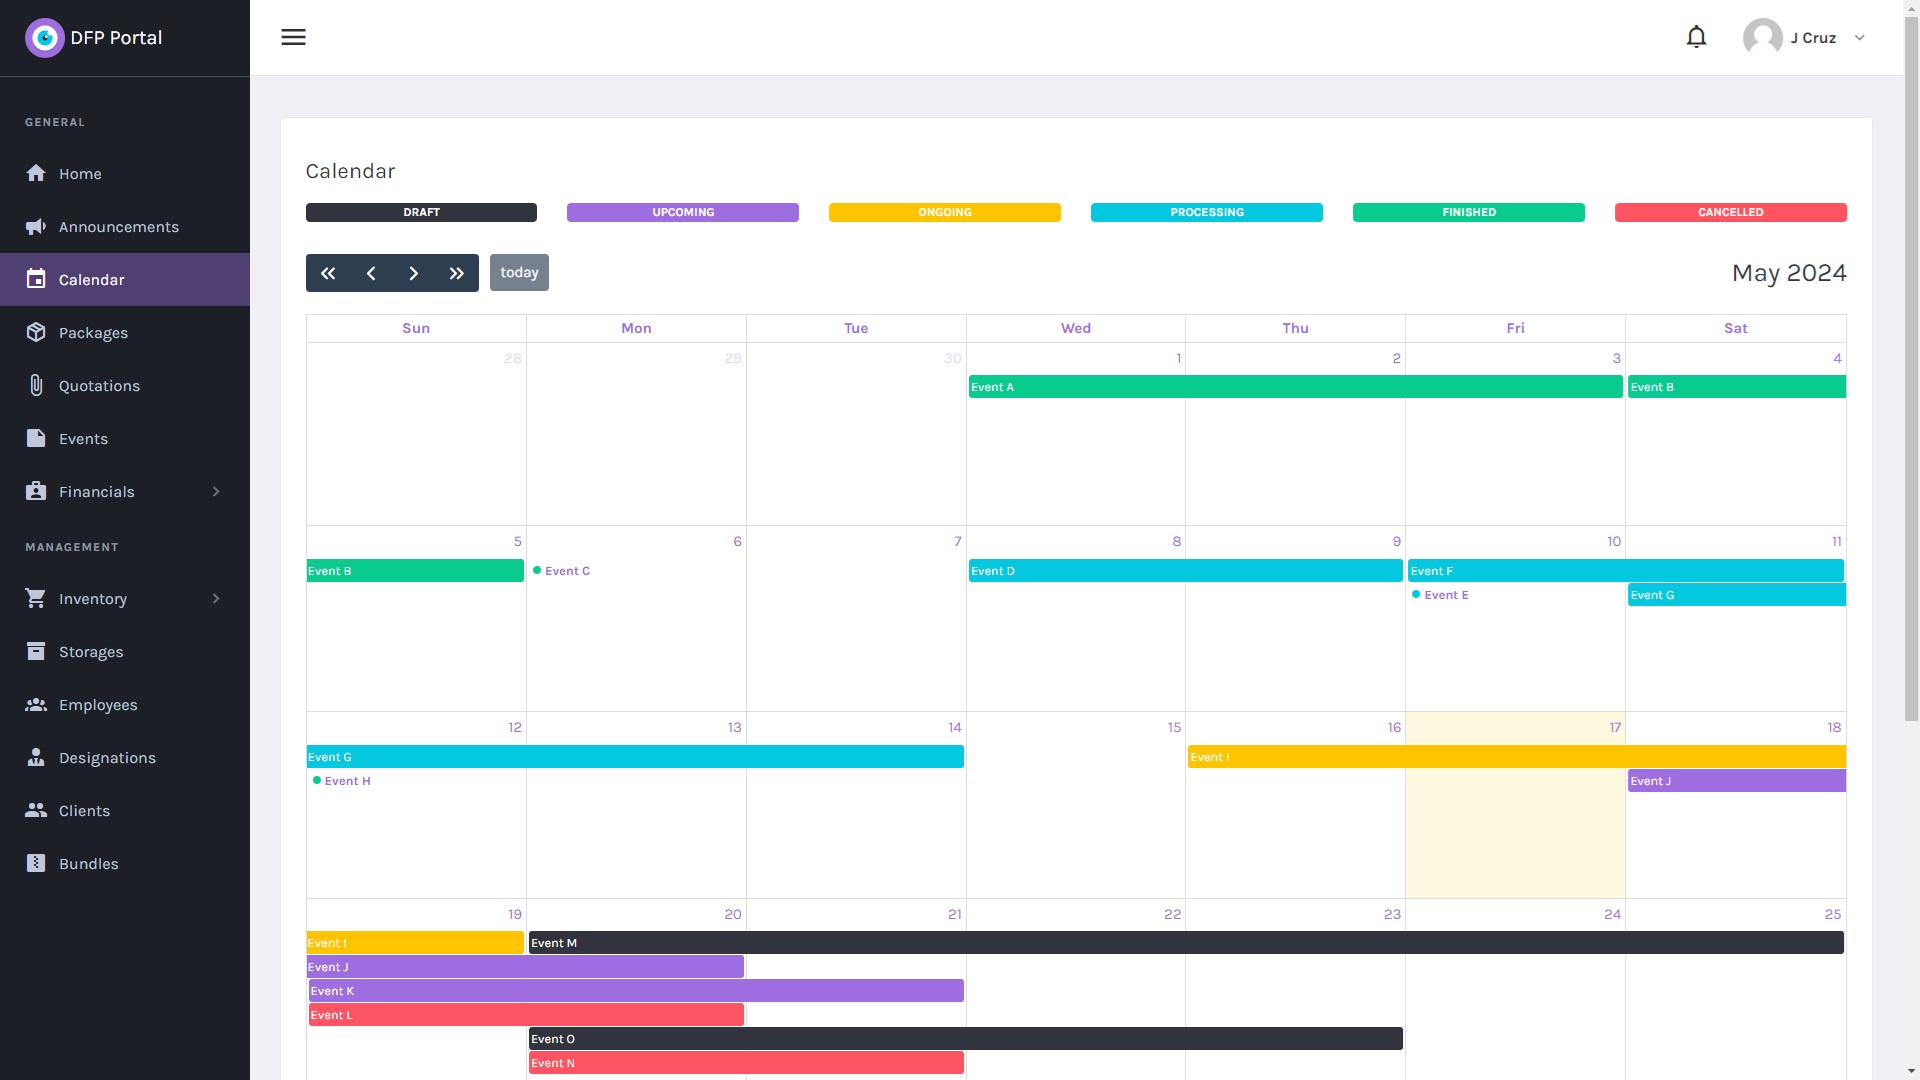 DFP Portal
J Cruz
GENERAL
Home
Announcements
Calendar
Packages
Quotations
Events
Financials
MANAGEMENT
Inventory
Storages
Employees
Designations
Clients
Bundles
Calendar
DRAFT UPCOMING ONGOING PROCESSING FINISHED CANCELLED
today
May 2024
Sun Mon Tue Wed Thu Fri Sat
28 29 30 1 2 3 4
Event A Event B
5 6 7 8 9 10 11
Event B Event C Event D Event F
Event E Event G
12 13 14 15 16 17 18
Event G Event I
Event H Event J
19 20 21 22 23 24 25
Event I Event M
Event J
Event K
Event L
Event O
Event N